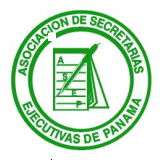 ASOCIACION DE SECRETARIAS
A
S
E
P
EJECUTIVAS DE PANAMA